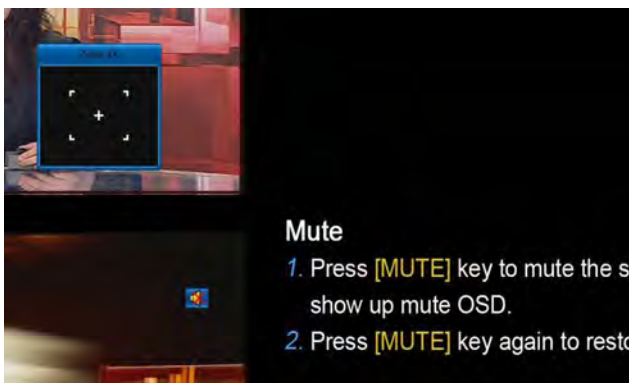 Mute
1. Press [MUTE] key to mute the s
show up mute OSD.
2. Press [MUTE] key again to resto